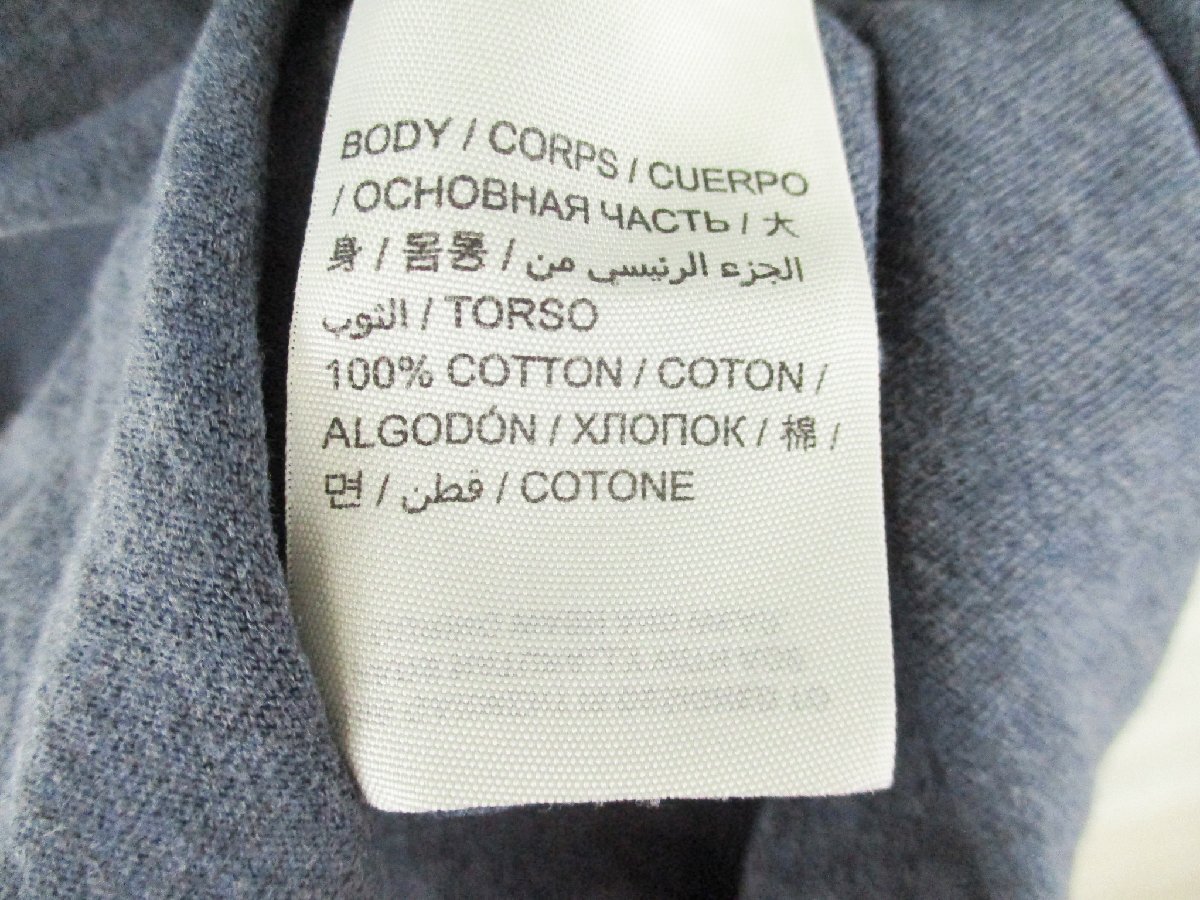 BODY / CORPS / CUERPO
/ ОСНОВНАЯ ЧАСТЬ / 大
身 / 몸통 / الجزء الرئيسي من
الثوب / TORSO
100% COTTON / COTON /
ALGODÓN / ХЛОПОК / 棉 /
면 / قطن / COTONE